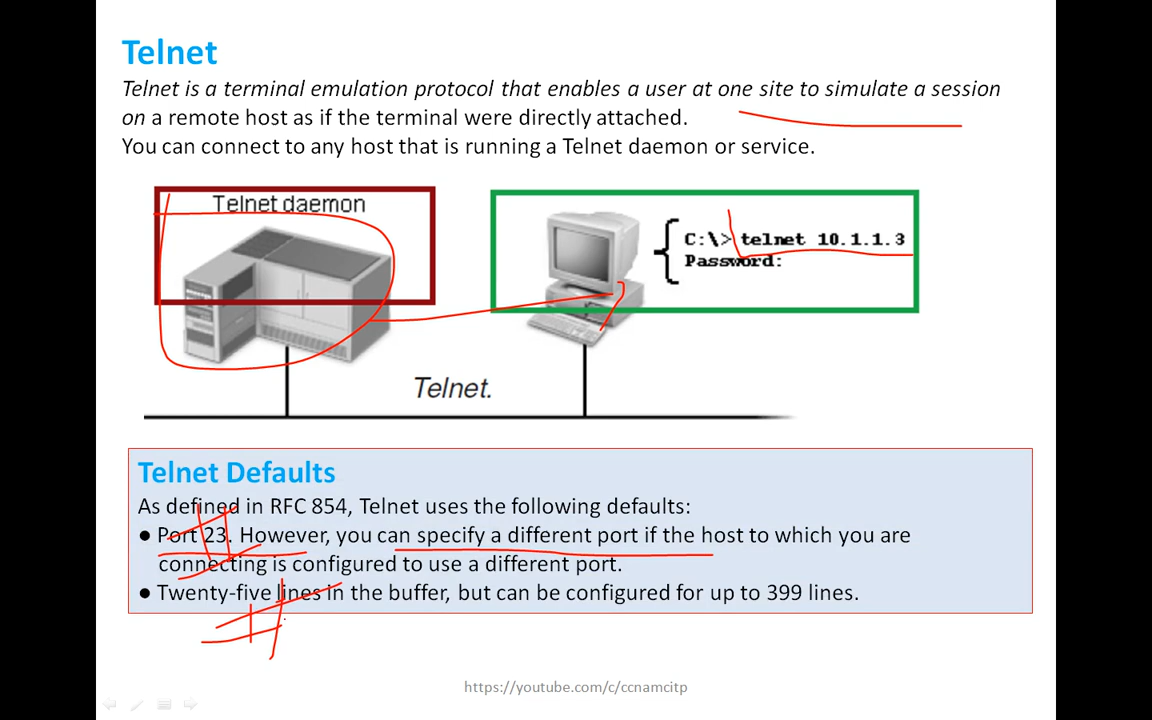 Telnet
Telnet is a terminal emulation protocol that enables a user at one site to simulate a session
on a remote host as if the terminal were directly attached.
You can connect to any host that is running a Telnet daemon or service.
Telnet daemon
C:\> telnet 10.1.1.3
Password:
Telnet.
Telnet Defaults
As defined in RFC 854, Telnet uses the following defaults:
● Port 23. However, you can specify a different port if the host to which you are
connecting is configured to use a different port.
● Twenty-five lines in the buffer, but can be configured for up to 399 lines.
https://youtube.com/c/ccnamcitp